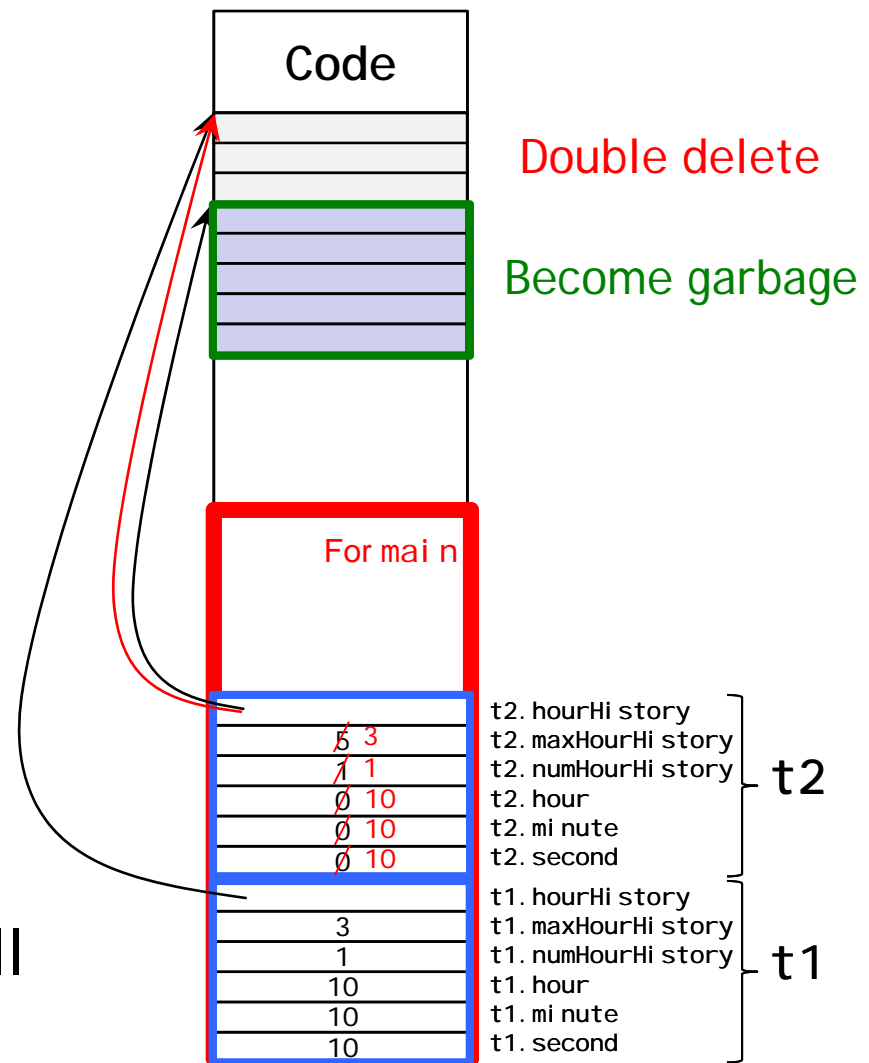 Code
Double delete
Become garbage
For main
t2.hourHistory
5 3 t2.maxHourHistory
1 1 t2.numHourHistory
0 10 t2.hour
0 10 t2.minute
0 10 t2.second
t2
t1.hourHistory
3 t1.maxHourHistory
1 t1.numHourHistory
10 t1.hour
10 t1.minute
10 t1.second
t1